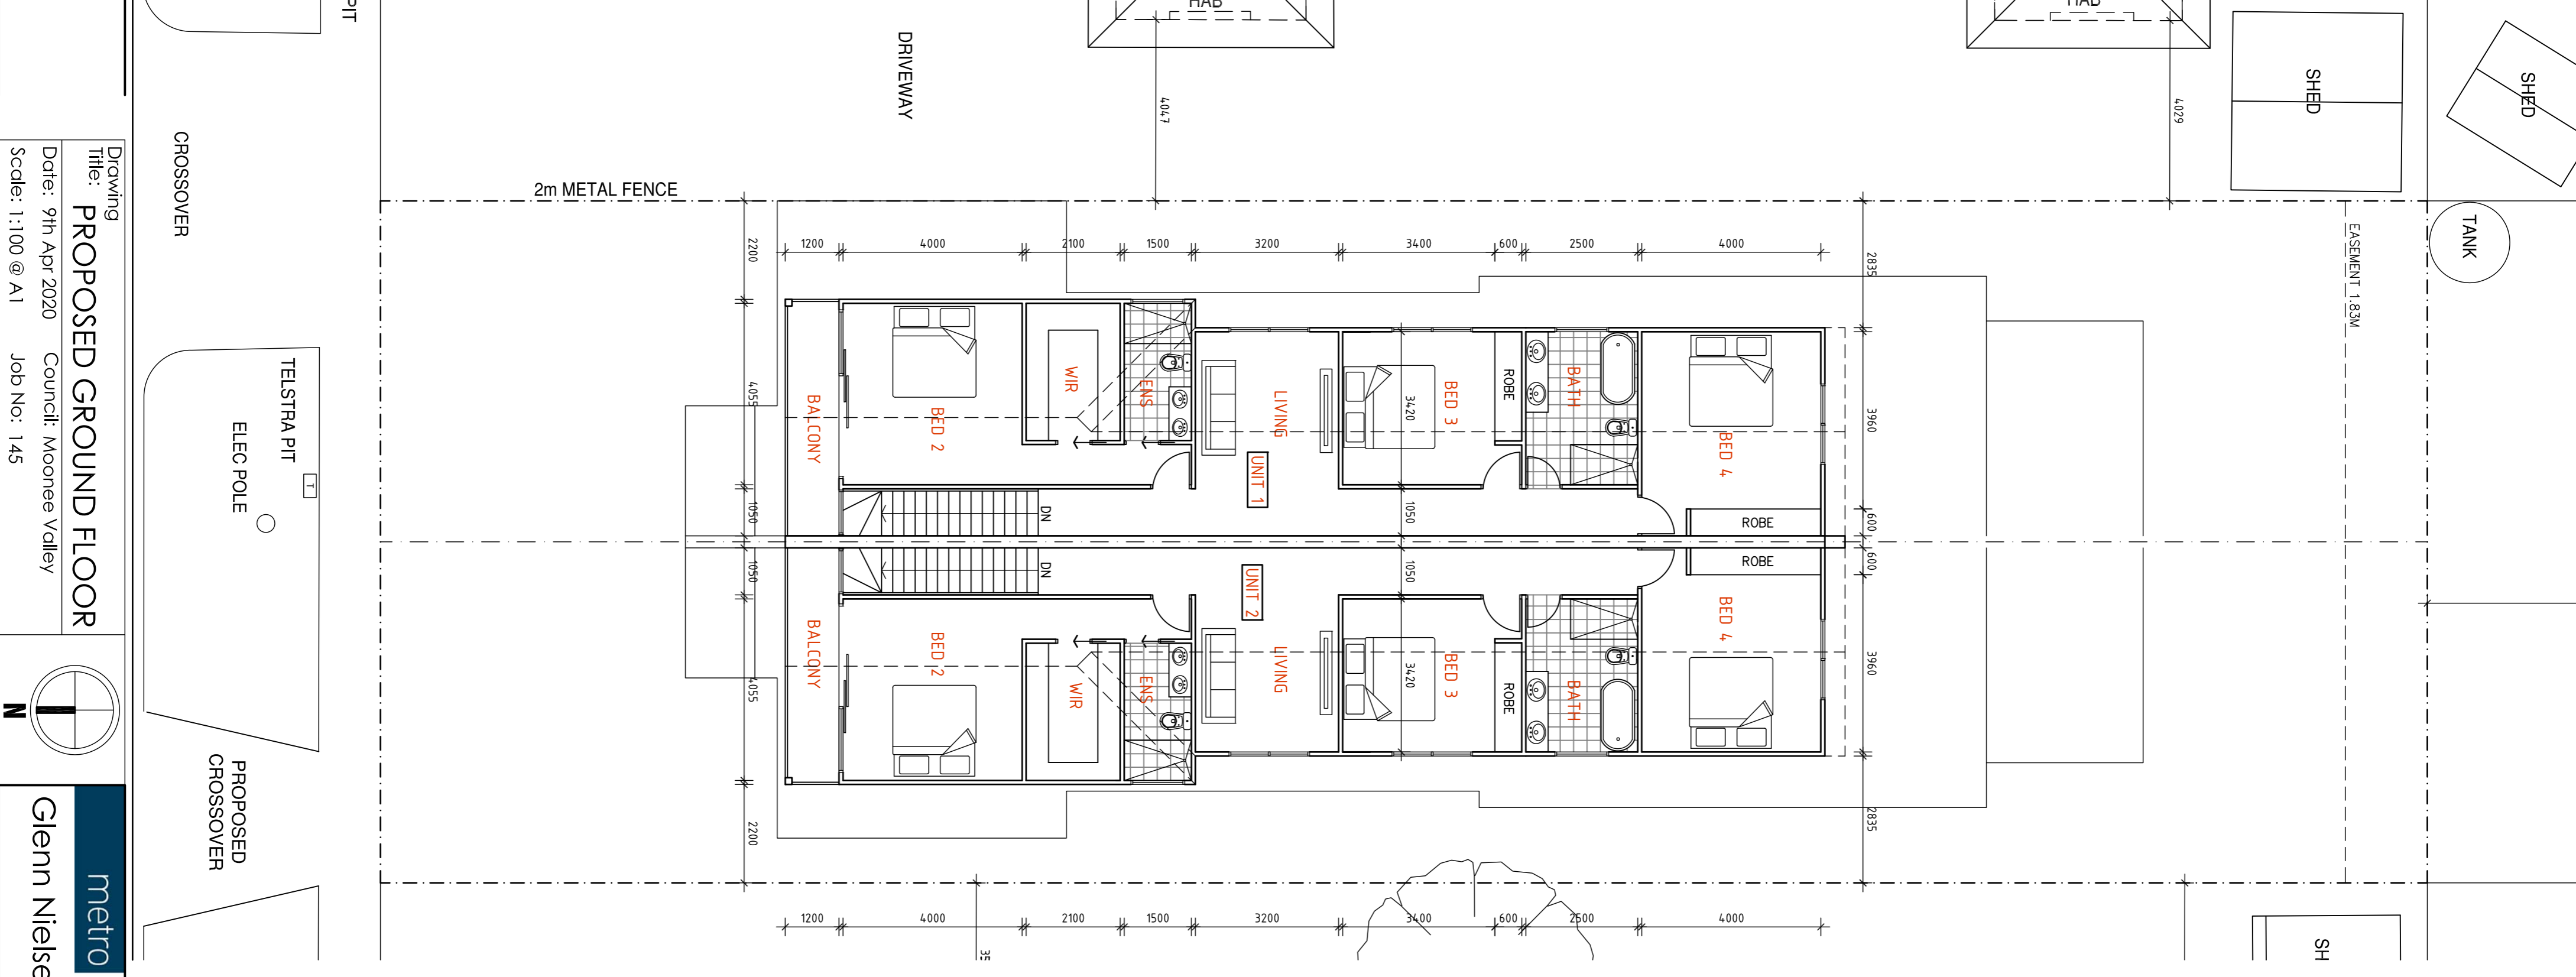 PIT
HAB
HAB
DRIVEWAY
4047
4029
SHED
SHED
TANK
EASEMENT 1.83M
CROSSOVER
2m METAL FENCE
2200
1200
4000
2100
1500
3200
3400
600
2500
4000
2835
4055
BALCONY
BED 2
WIR
ENS
LIVING
UNIT 1
3420
BED 3
ROBE
BATH
BED 4
3960
1050
DN
1050
ROBE
600
1050
DN
1050
ROBE
600
4055
BALCONY
BED 2
WIR
ENS
UNIT 2
LIVING
3420
BED 3
ROBE
BATH
BED 4
3960
2200
2835
1200
4000
2100
1500
3200
3400
600
2500
4000
35
SH
TELSTRA PIT
T
ELEC POLE
PROPOSED
CROSSOVER
Drawing
Title: PROPOSED GROUND FLOOR
Date: 9th Apr 2020 Council: Moonee Valley
Scale: 1:100 @ A1 Job No: 145
N
metro
Glenn Nielse